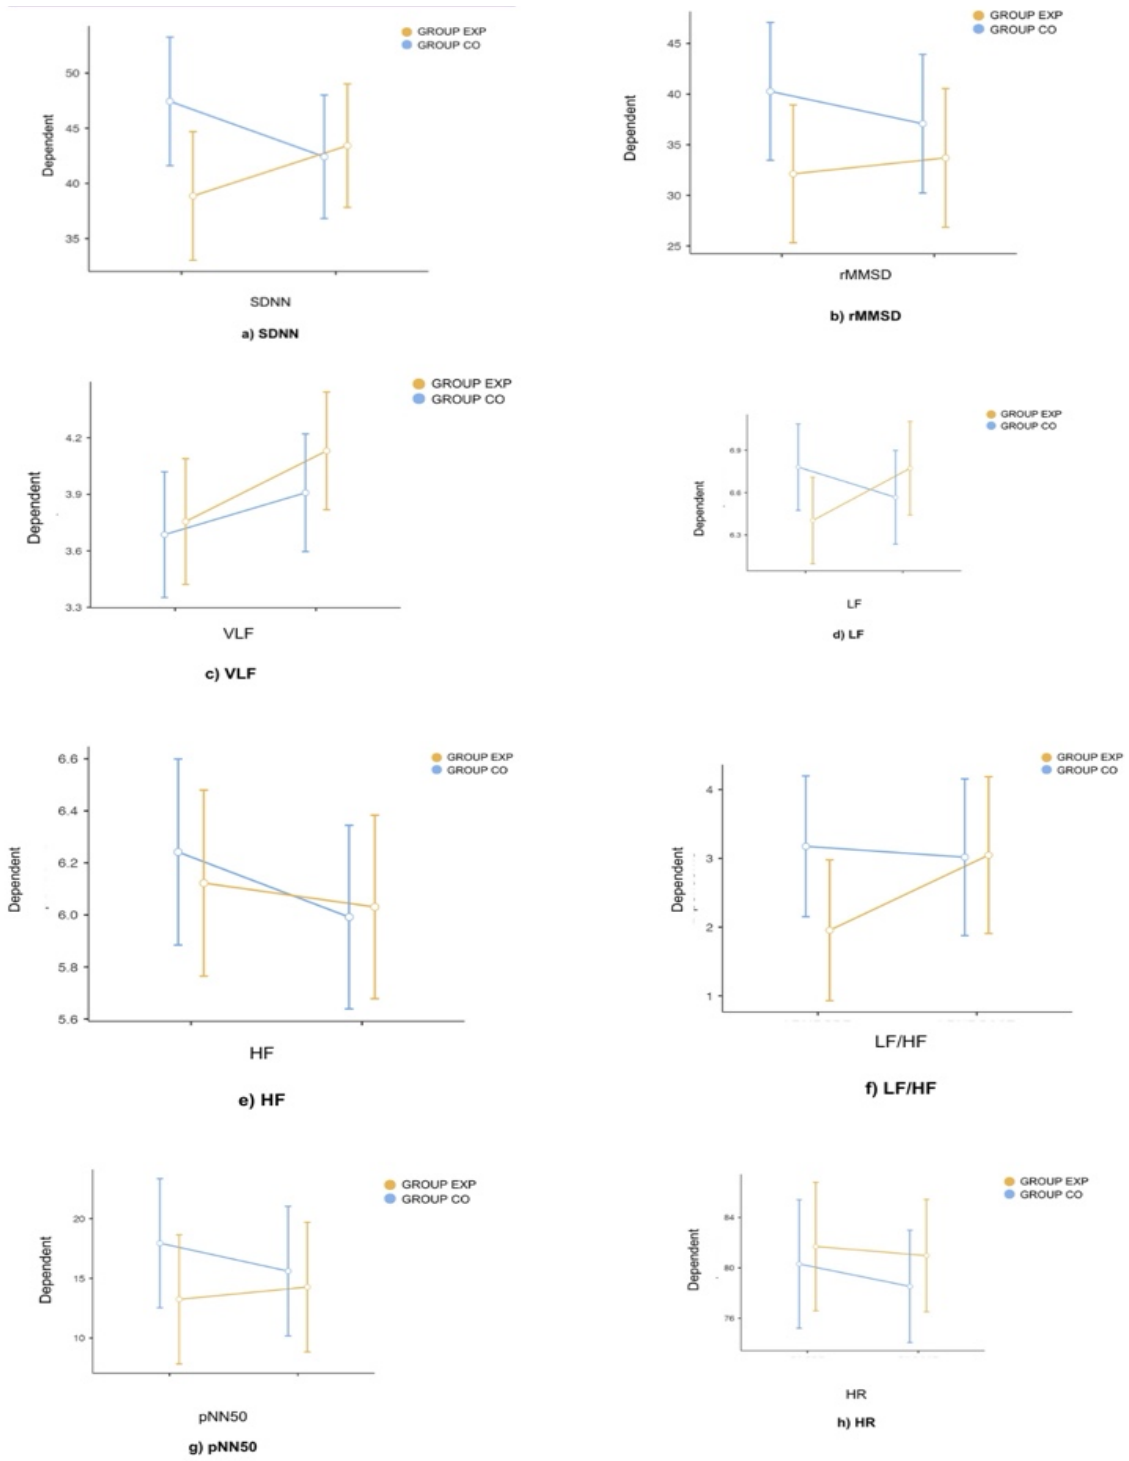 GROUP EXP
GROUP CO
50
45
40
35
Dependent
SDNN
a) SDNN
GROUP EXP
GROUP CO
45
40
35
30
25
Dependent
rMMSD
b) rMMSD
GROUP EXP
GROUP CO
4.2
3.9
3.6
3.3
Dependent
VLF
c) VLF
GROUP EXP
GROUP CO
6.9
6.6
6.3
Dependent
LF
d) LF
GROUP EXP
GROUP CO
6.6
6.4
6.2
6.0
5.8
5.6
Dependent
HF
e) HF
GROUP EXP
GROUP CO
4
3
2
1
Dependent
LF/HF
f) LF/HF
GROUP EXP
GROUP CO
20
15
10
Dependent
pNN50
g) pNN50
GROUP EXP
GROUP CO
84
80
76
Dependent
HR
h) HR